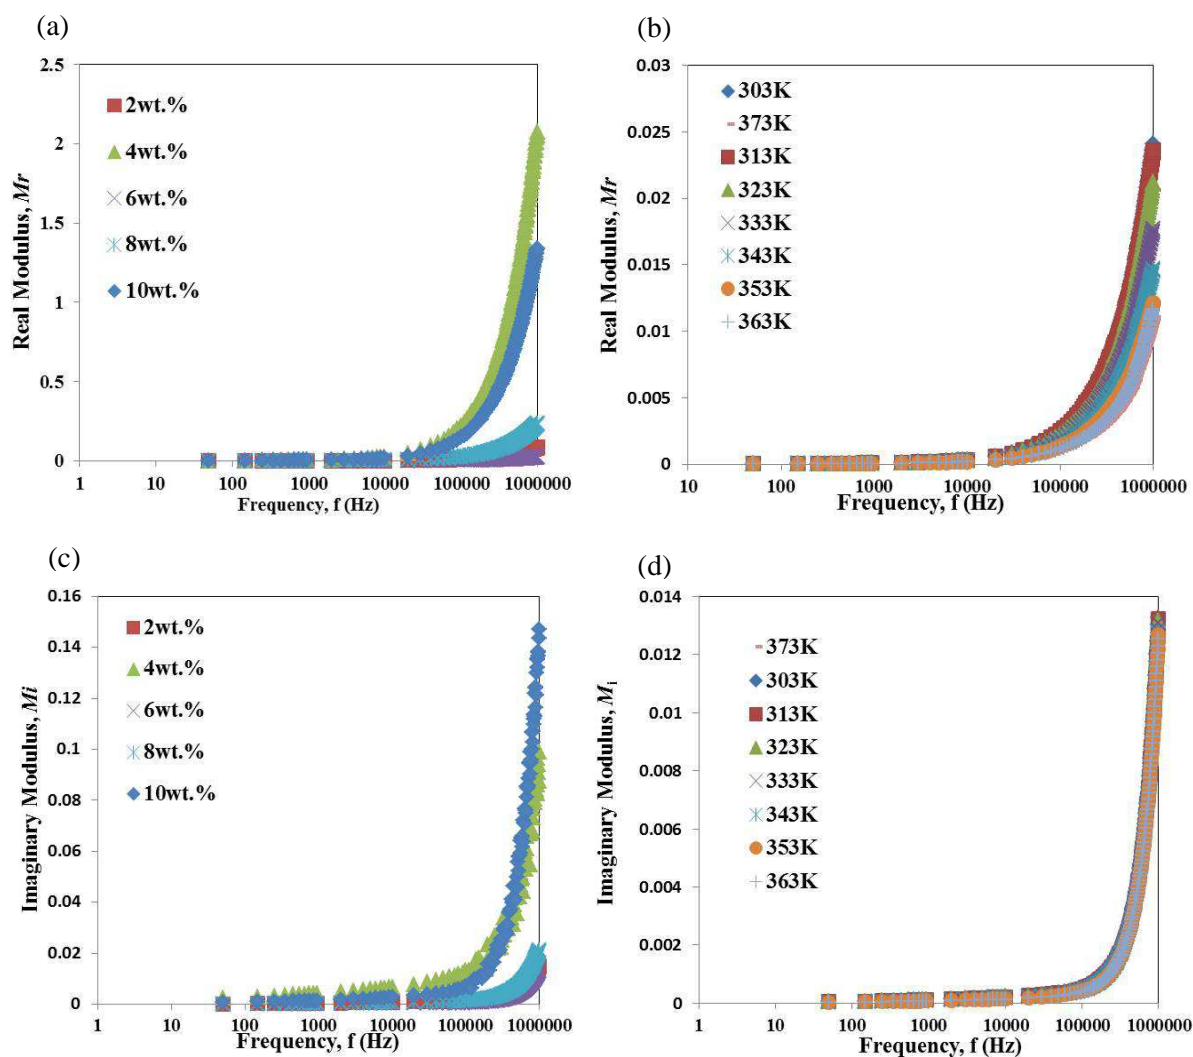 (a)
Real Modulus, Mr
2.5
2
1.5
1
0.5
0
2wt.%
4wt.%
6wt.%
8wt.%
10wt.%
1 10 100 1000 10000 100000 1000000
Frequency, f (Hz)
(b)
Real Modulus, Mr
0.03
0.025
0.02
0.015
0.01
0.005
0
303K
373K
313K
323K
333K
343K
353K
363K
10 100 1000 10000 100000 1000000
Frequency, f (Hz)
(c)
Imaginary Modulus, Mi
0.16
0.14
0.12
0.1
0.08
0.06
0.04
0.02
0
2wt.%
4wt.%
6wt.%
8wt.%
10wt.%
1 10 100 1000 10000 100000 1000000
Frequency, f (Hz)
(d)
Imaginary Modulus, Mi
0.014
0.012
0.01
0.008
0.006
0.004
0.002
0
373K
303K
313K
323K
333K
343K
353K
363K
1 10 100 1000 10000 100000 1000000
Frequency, f (Hz)